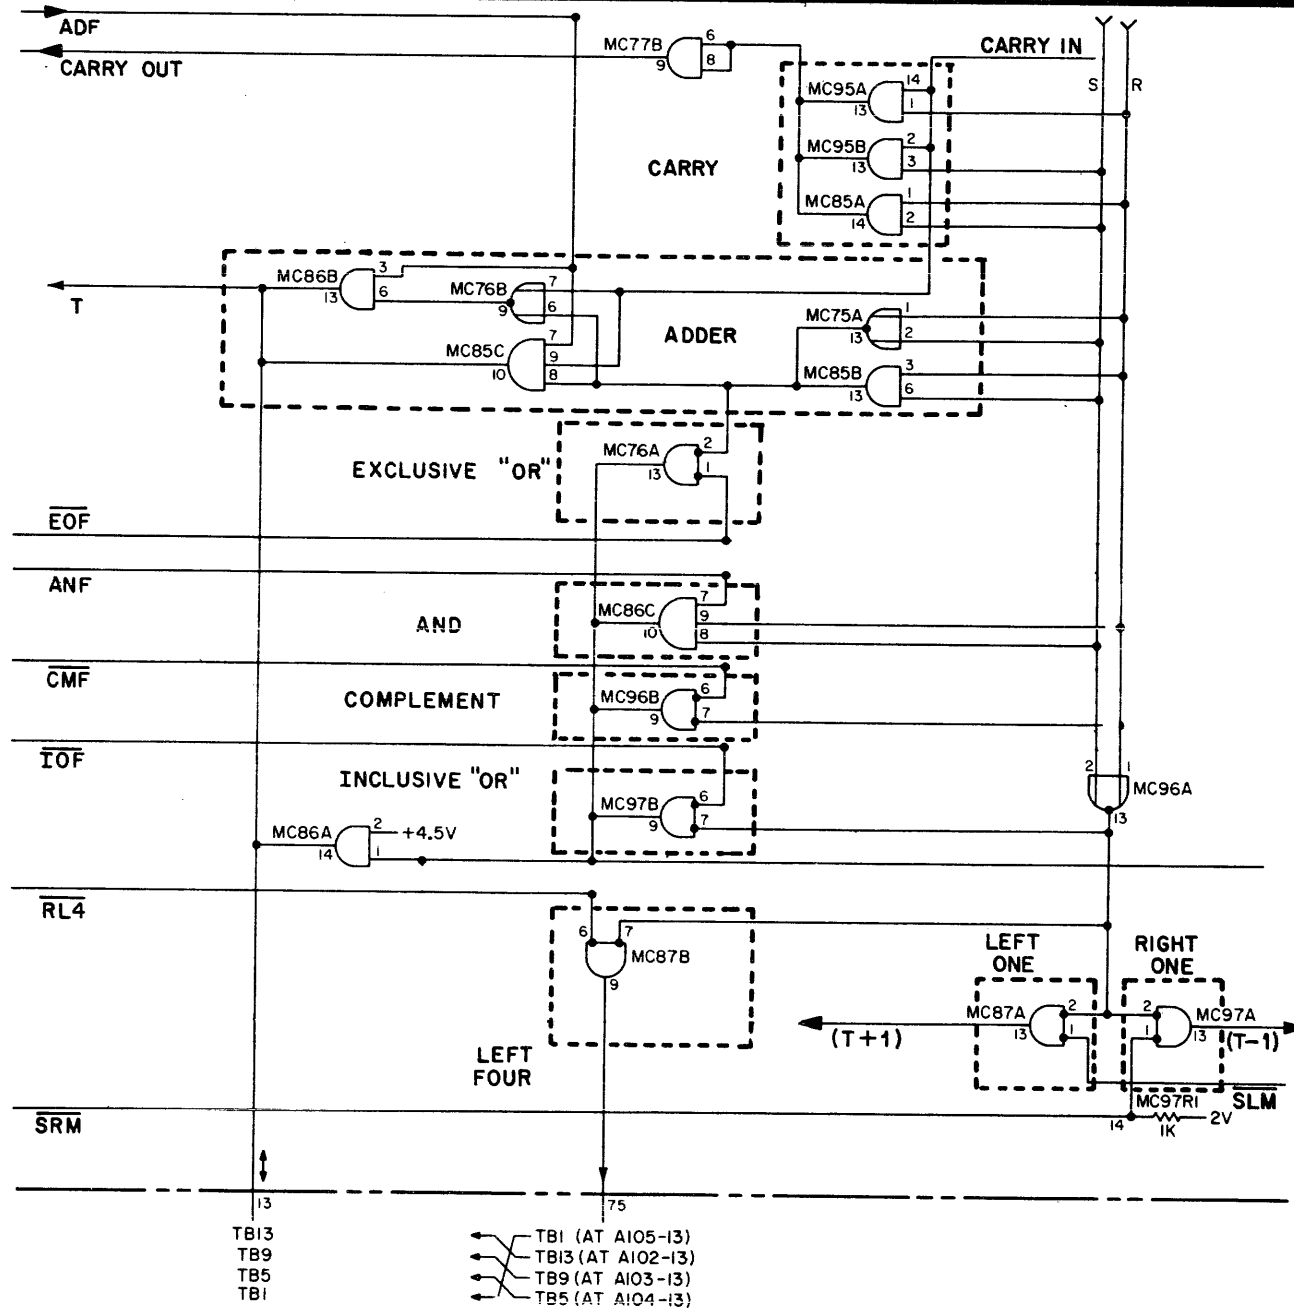 ADF
CARRY OUT
MC77B
6
8
9
CARRY IN
S
R
MC95A
14
1
13
MC95B
2
3
13
MC85A
1
2
14
CARRY
T
MC86B
3
6
13
MC76B
7
6
9
MC85C
7
9
8
10
ADDER
MC75A
1
2
13
MC85B
3
6
13
EXCLUSIVE "OR"
MC76A
2
1
13
EOF
ANF
AND
MC86C
7
9
8
10
CMF
COMPLEMENT
MC96B
6
7
9
IOF
INCLUSIVE "OR"
MC97B
6
7
9
2
1
MC96A
13
MC86A
2
+4.5V
1
14
RL4
6
7
MC87B
9
LEFT
FOUR
LEFT
ONE
RIGHT
ONE
MC87A
2
1
13
(T+1)
2
1
MC97A
13
(T-1)
SLM
SRM
MC97R1
14
1K
2V
13
75
TB13
TB9
TB5
TB1
TB1 (AT A105-13)
TB13 (AT A102-13)
TB9 (AT A103-13)
TB5 (AT A104-13)